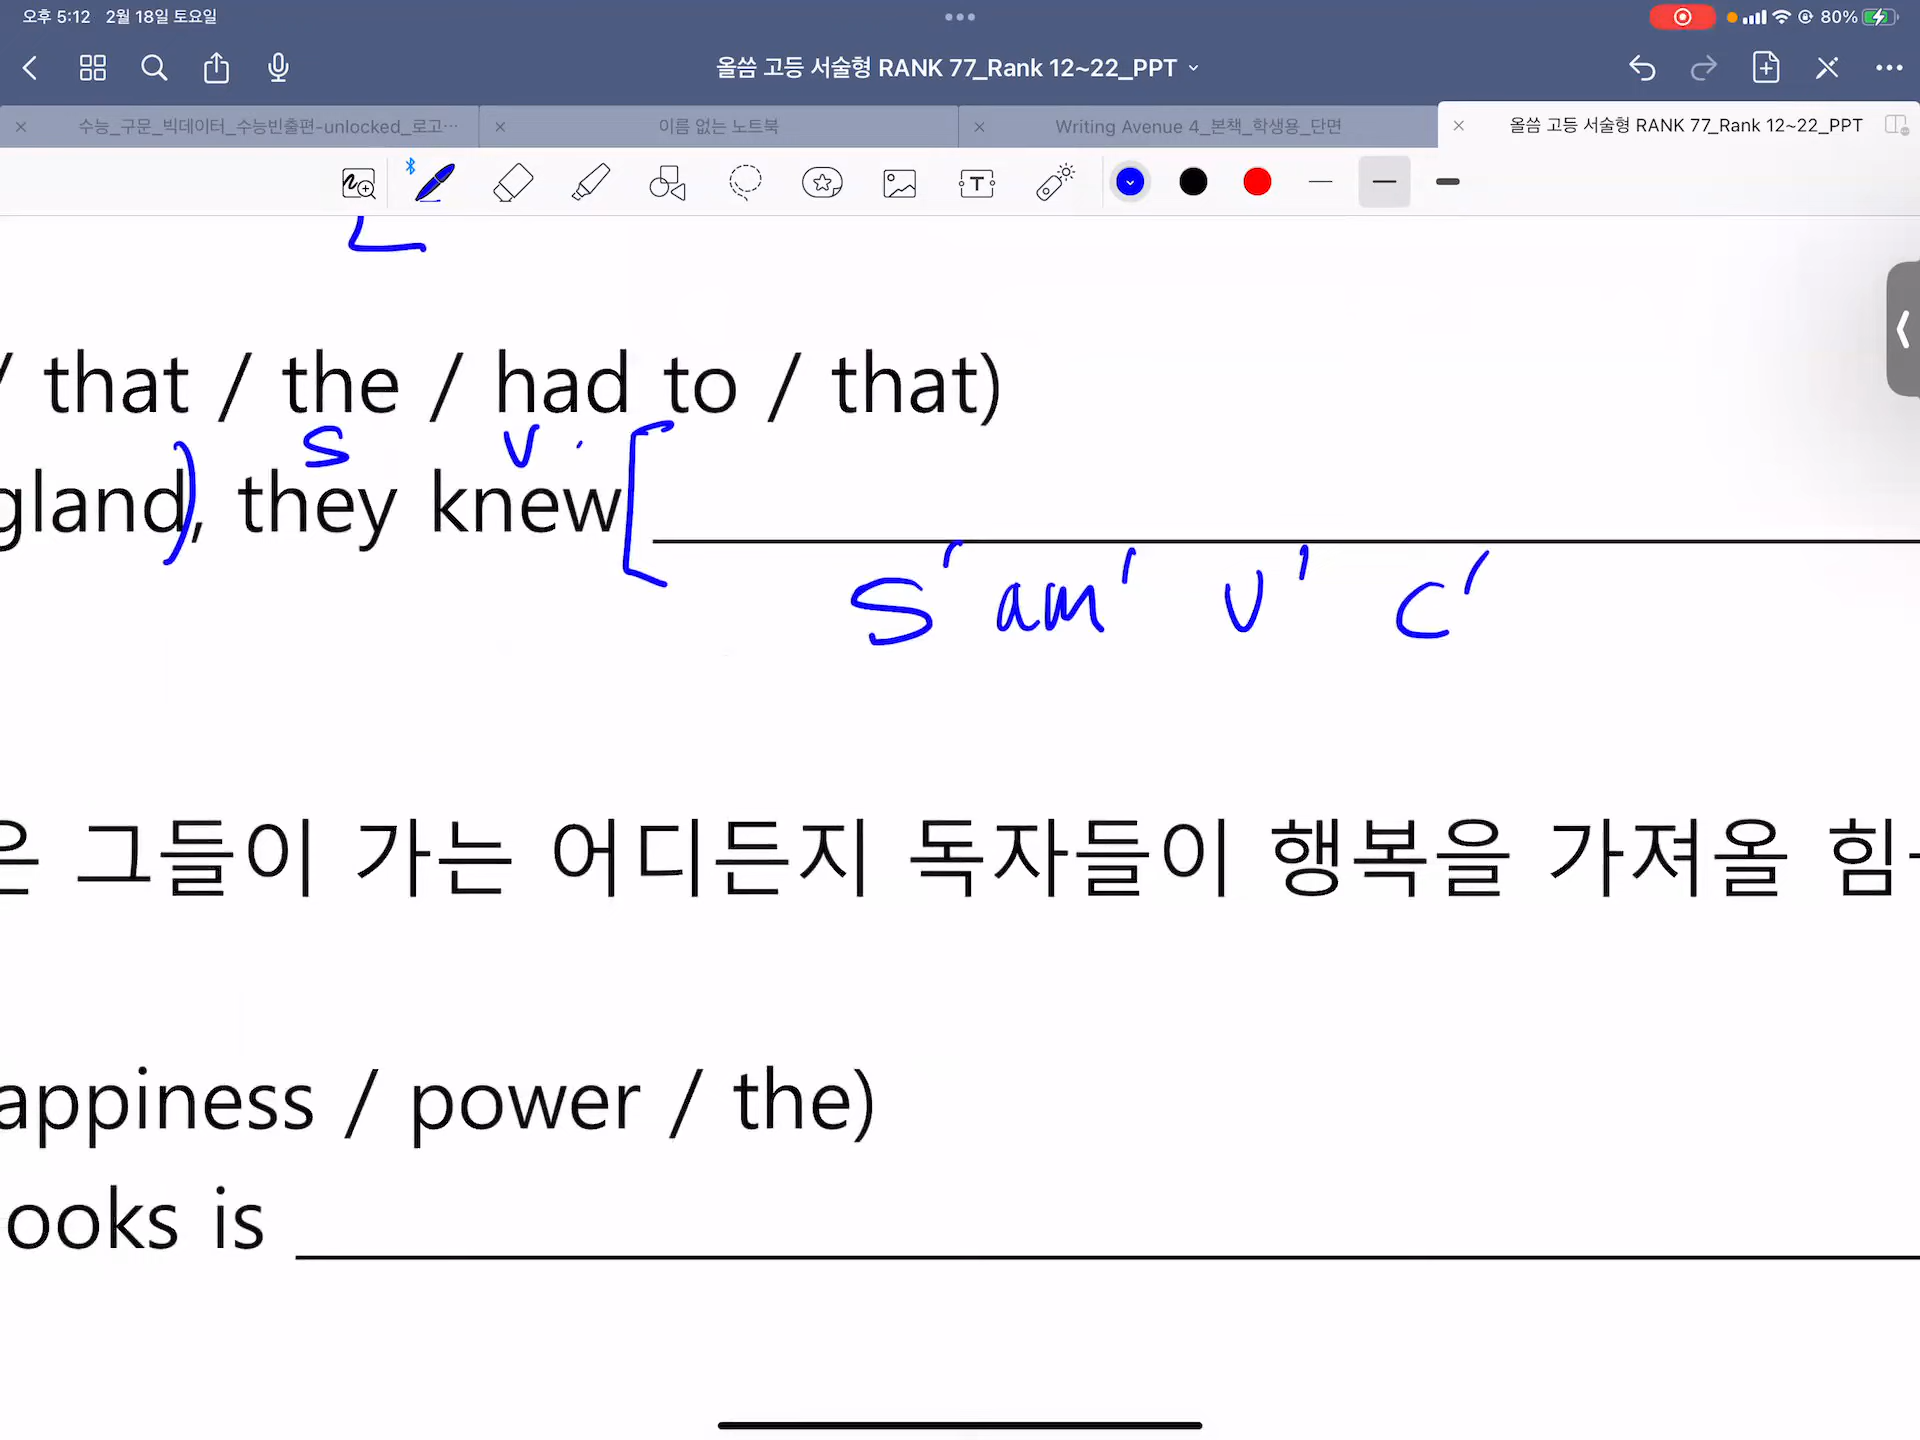 오후 5:12 2월 18일 토요일
80%
올씀 고등 서술형 RANK 77_Rank 12~22_PPT
수능_구문_빅데이터_수능빈출편-unlocked_로고···
이름 없는 노트북
Writing Avenue 4_본책_학생용_단면
올씀 고등 서술형 RANK 77_Rank 12~22_PPT
/ that / the / had to / that)
s v
gland), they knew [
s' am' v' c'
은 그들이 가는 어디든지 독자들이 행복을 가져올 힘
appiness / power / the)
ooks is